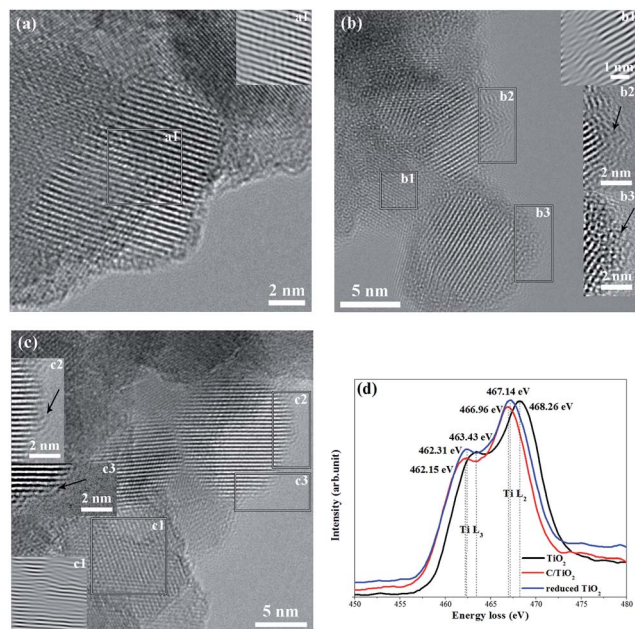 (a)
a1
a1
2 nm
(b)
b1
1 nm
b2
b2
2 nm
b1
b3
b3
2 nm
5 nm
(c)
c2
2 nm
c2
c3
2 nm
c3
c1
c1
5 nm
(d)
467.14 eV
466.96 eV
468.26 eV
463.43 eV
462.31 eV
462.15 eV
Ti L2
Ti L3
TiO2
C/TiO2
reduced TiO2
Intensity (arb.unit)
450 455 460 465 470 475 480
Energy loss (eV)